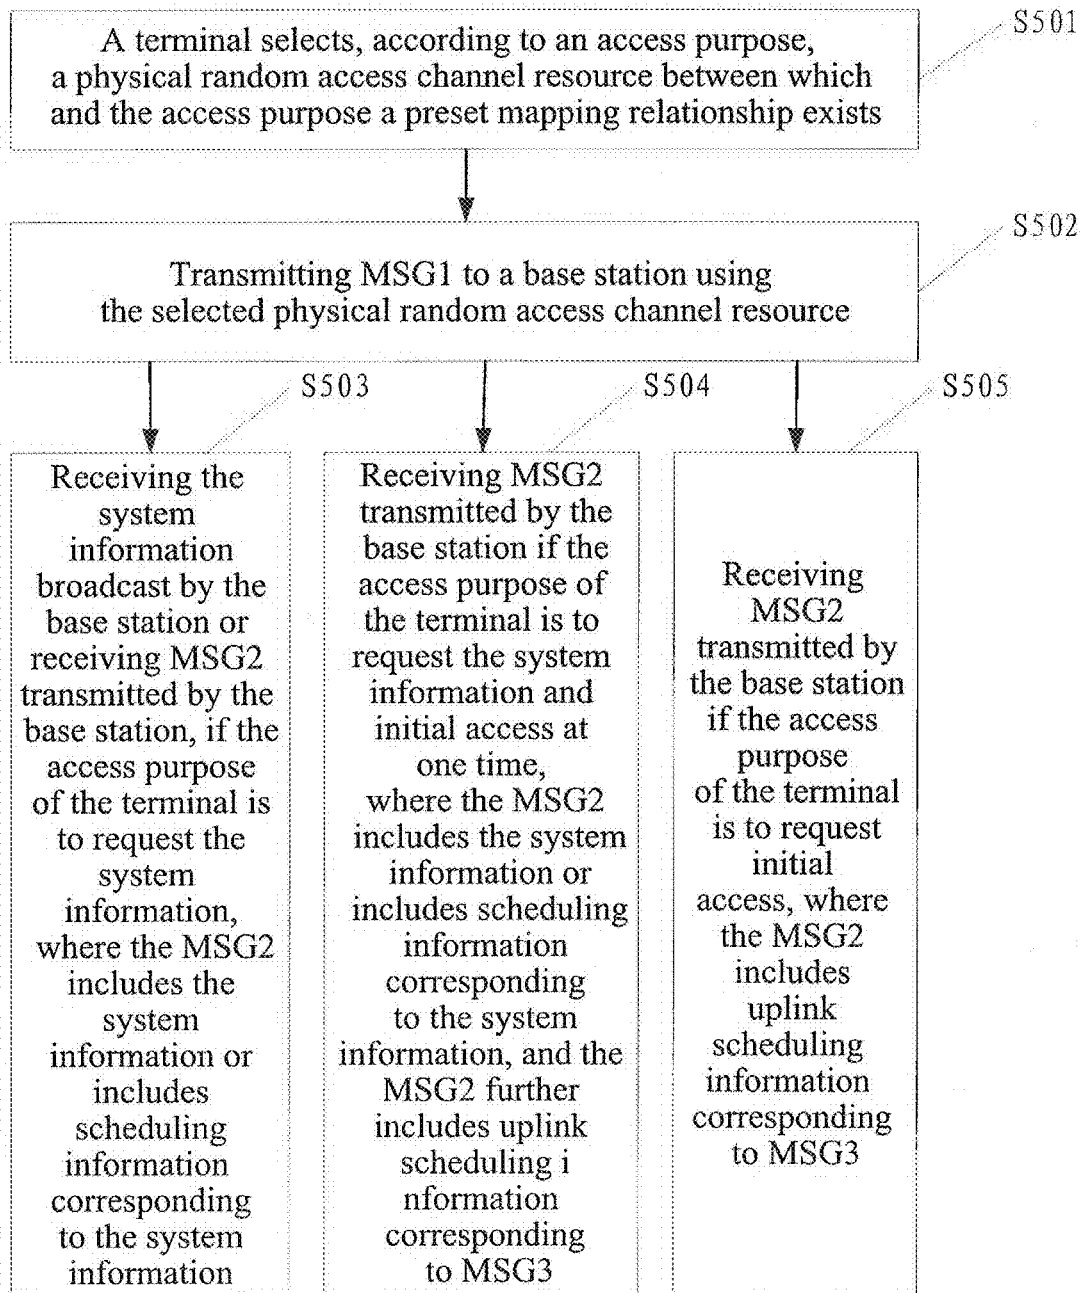 A terminal selects, according to an access purpose,
a physical random access channel resource between which
and the access purpose a preset mapping relationship exists
S501
Transmitting MSG1 to a base station using
the selected physical random access channel resource
S502
S503
Receiving the
system
information
broadcast by the
base station or
receiving MSG2
transmitted by the
base station, if the
access purpose
of the terminal is
to request the
system
information,
where the MSG2
includes the
system
information or
includes
scheduling
information
corresponding
to the system
information
S504
Receiving MSG2
transmitted by the
base station if the
access purpose of
the terminal is to
request the system
information and
initial access at
one time,
where the MSG2
includes the system
information or
includes scheduling
information
corresponding
to the system
information, and the
MSG2 further
includes uplink
scheduling i
nformation
corresponding
to MSG3
S505
Receiving
MSG2
transmitted by
the base station
if the access
purpose
of the terminal
is to request
initial
access, where
the MSG2
includes
uplink
scheduling
information
corresponding
to MSG3